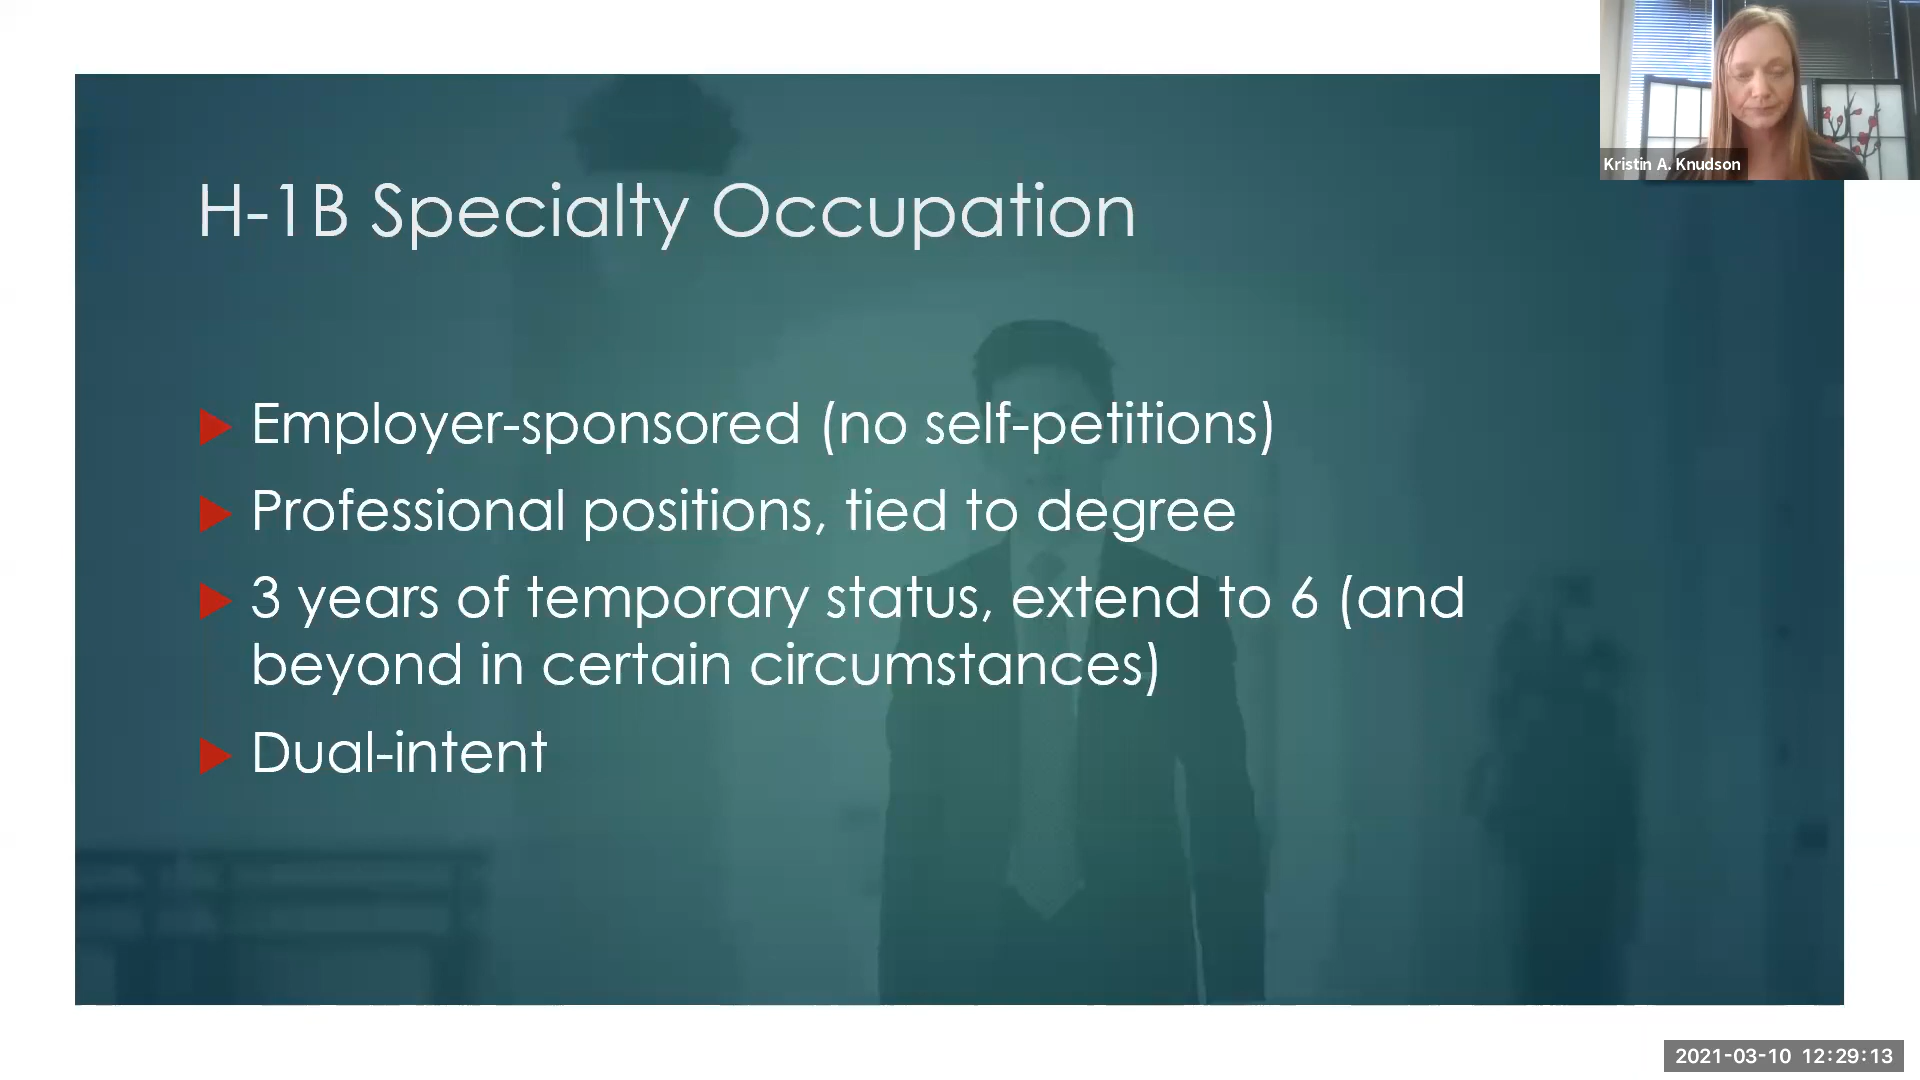 Kristin A. Knudson
H-1B Specialty Occupation
Employer-sponsored (no self-petitions)
Professional positions, tied to degree
3 years of temporary status, extend to 6 (and
beyond in certain circumstances)
Dual-intent
2021-03-10 12:29:13